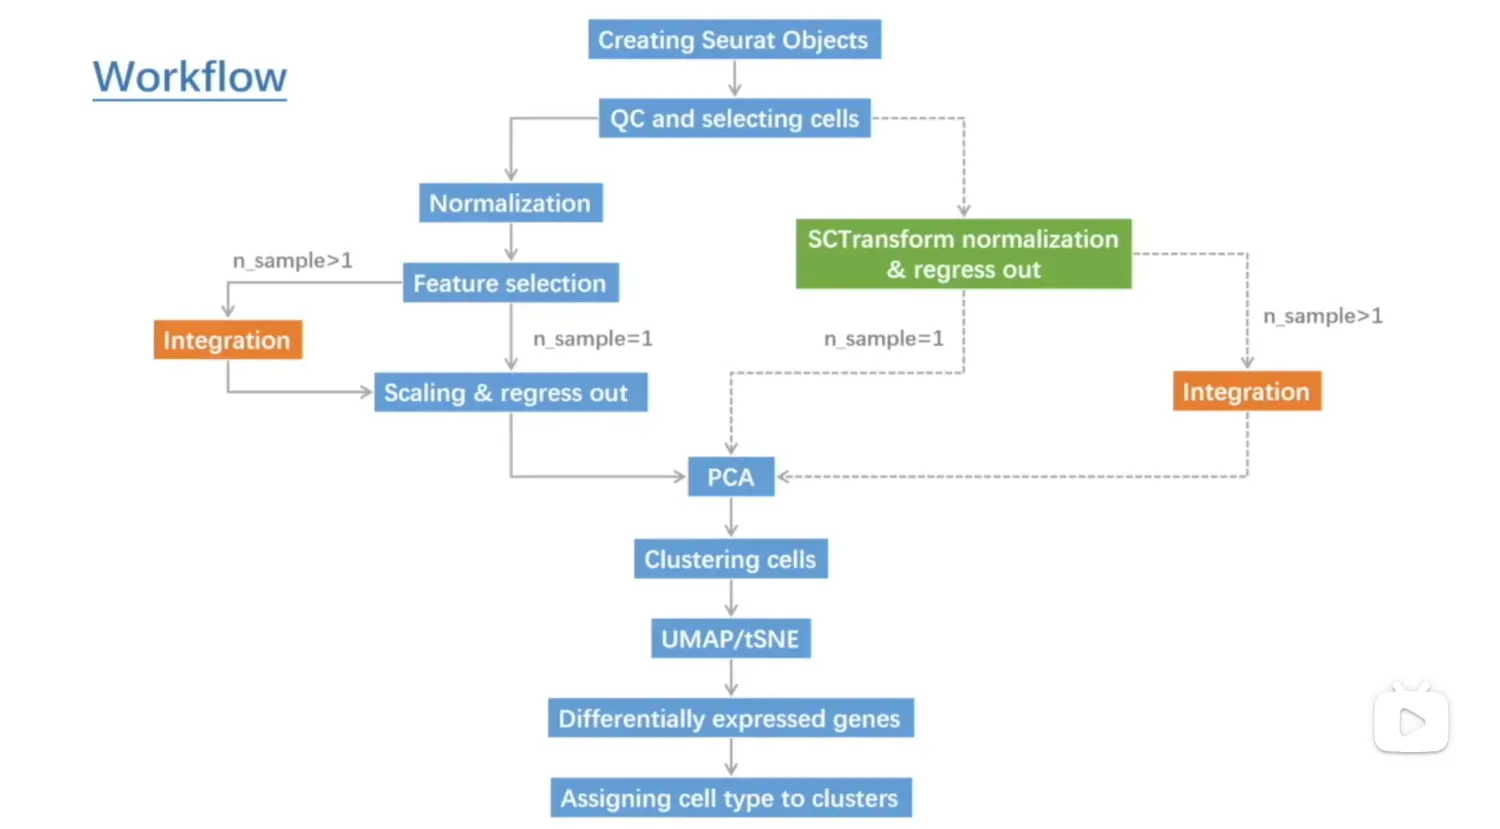 Workflow
Creating Seurat Objects
QC and selecting cells
Normalization
SCTransform normalization
& regress out
n_sample>1
Feature selection
n_sample>1
Integration
n_sample=1
n_sample=1
Scaling & regress out
Integration
PCA
Clustering cells
UMAP/tSNE
Differentially expressed genes
Assigning cell type to clusters